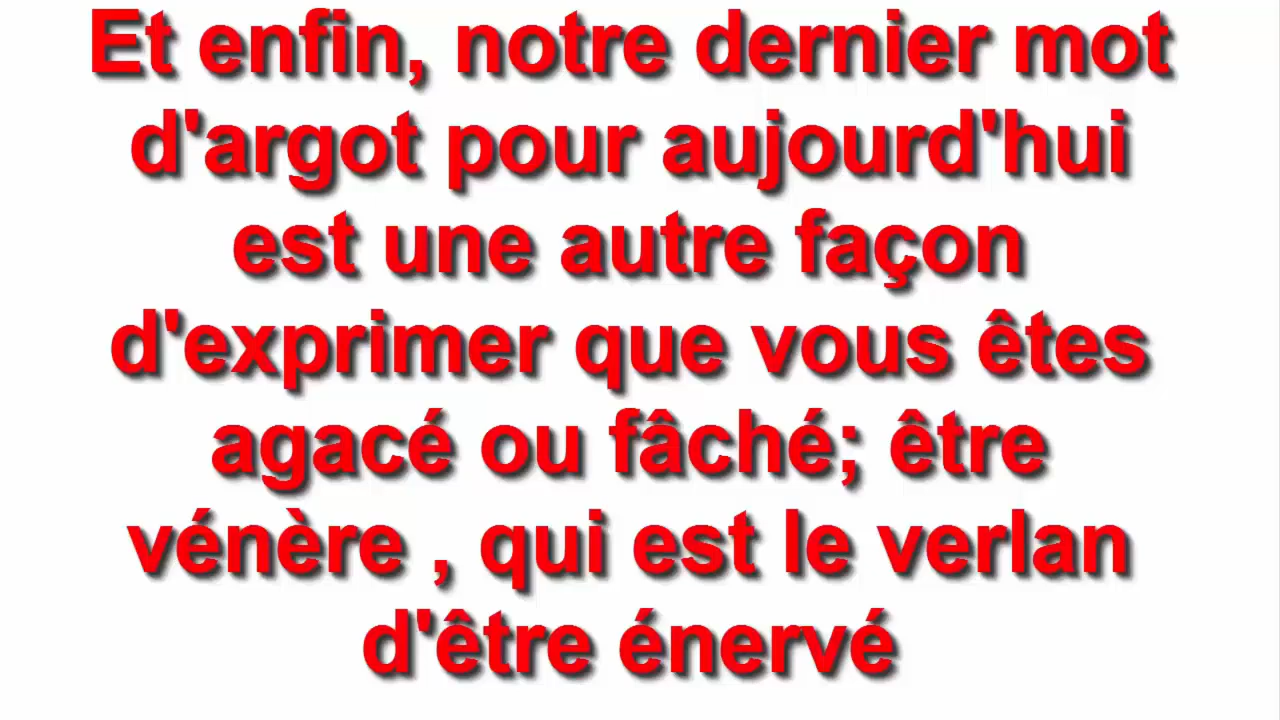 Et enfin, notre dernier mot
d'argot pour aujourd'hui
est une autre façon
d'exprimer que vous êtes
agacé ou fâché; être
vénère , qui est le verlan
d'être énervé